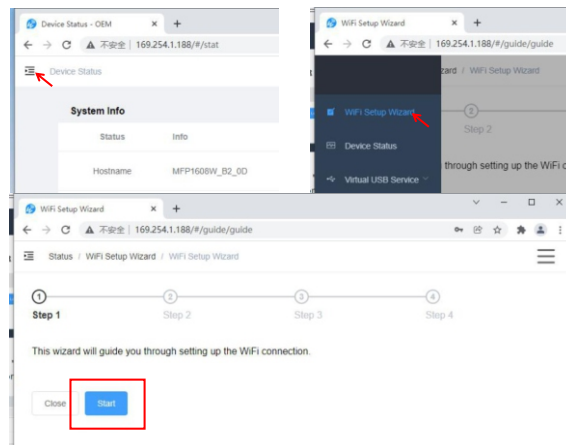 Device Status - OEM
不安全 169.254.1.188/#/stat
Device Status
System Info
Status Info
Hostname MFP1608W_B2_0D
WiFi Setup Wizard
不安全 169.254.1.188/#/guide/guide
zard / WiFi Setup Wizard
WiFi Setup Wizard
2
Step 2
Device Status
through setting up the WiFi c
Virtual USB Service
WiFi Setup Wizard
不安全 169.254.1.188/#/guide/guide
Status / WiFi Setup Wizard / WiFi Setup Wizard
1 2 3 4
Step 1 Step 2 Step 3 Step 4
This wizard will guide you through setting up the WiFi connection.
Close Start